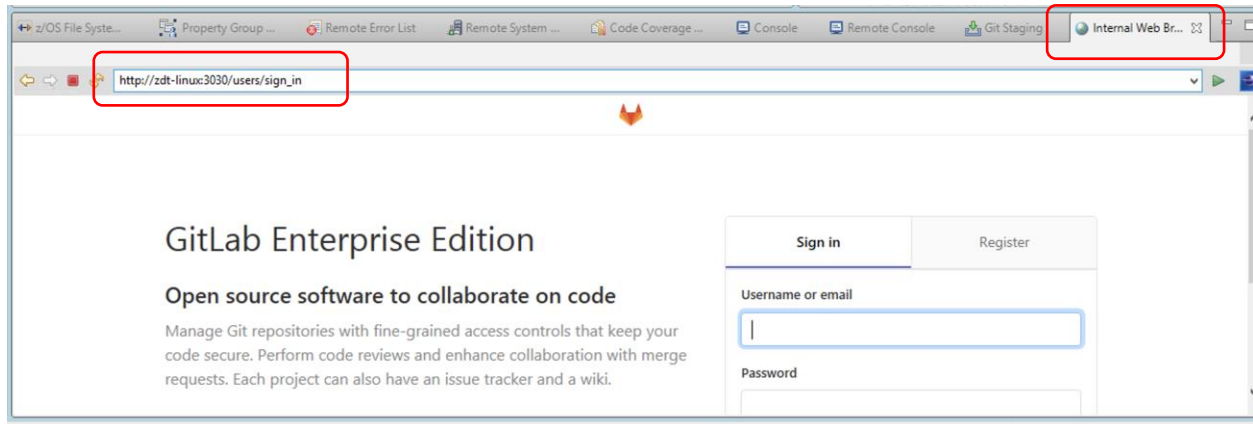 z/OS File Syste... Property Group ... Remote Error List Remote System ... Code Coverage ... Console Remote Console Git Staging Internal Web Br...
http://zdt-linux:3030/users/sign_in
GitLab Enterprise Edition
Open source software to collaborate on code
Manage Git repositories with fine-grained access controls that keep your
code secure. Perform code reviews and enhance collaboration with merge
requests. Each project can also have an issue tracker and a wiki.
Sign in Register
Username or email
Password